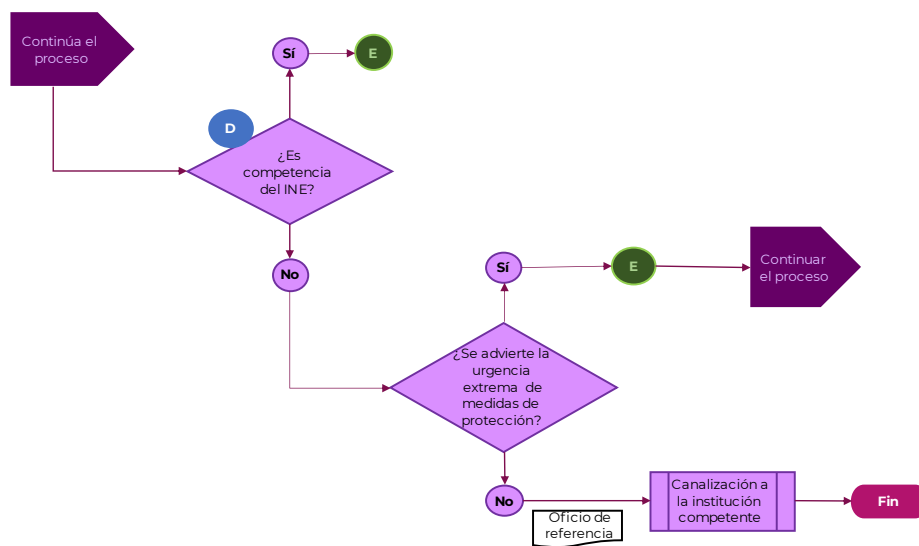 Continúa el
proceso
Sí
E
D
¿Es
competencia
del INE?
No
Sí
E
Continuar
el proceso
¿Se advierte la
urgencia
extrema de
medidas de
protección?
No
Oficio de
referencia
Canalización a
la institución
competente
Fin